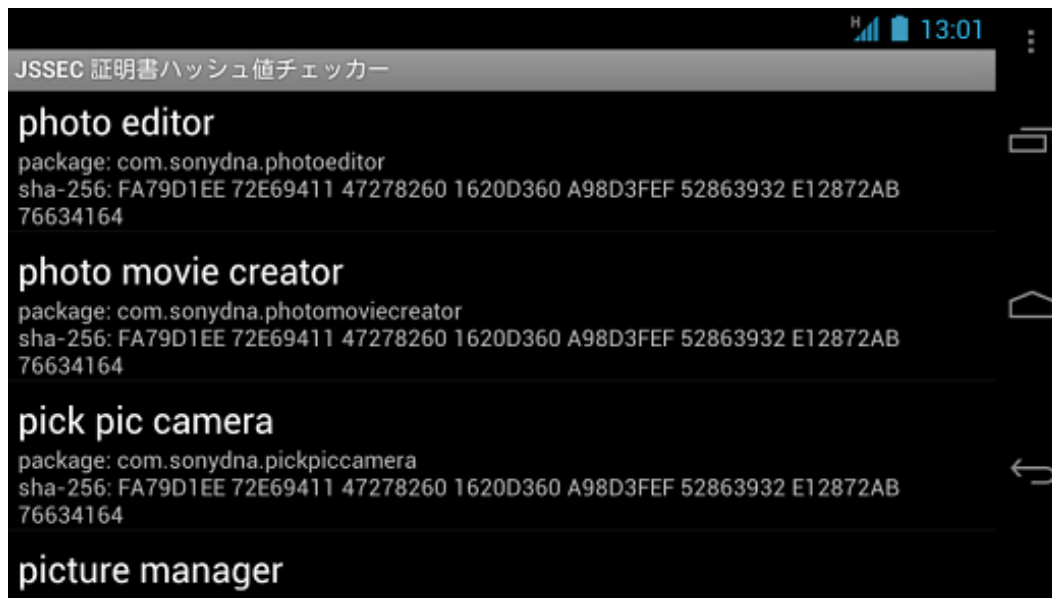 H 13:01
JSSEC 証明書ハッシュ値チェッカー
photo editor
package: com.sonydna.photoeditor
sha-256: FA79D1EE 72E69411 47278260 1620D360 A98D3FEF 52863932 E12872AB
76634164
photo movie creator
package: com.sonydna.photomoviecreator
sha-256: FA79D1EE 72E69411 47278260 1620D360 A98D3FEF 52863932 E12872AB
76634164
pick pic camera
package: com.sonydna.pickpiccamera
sha-256: FA79D1EE 72E69411 47278260 1620D360 A98D3FEF 52863932 E12872AB
76634164
picture manager